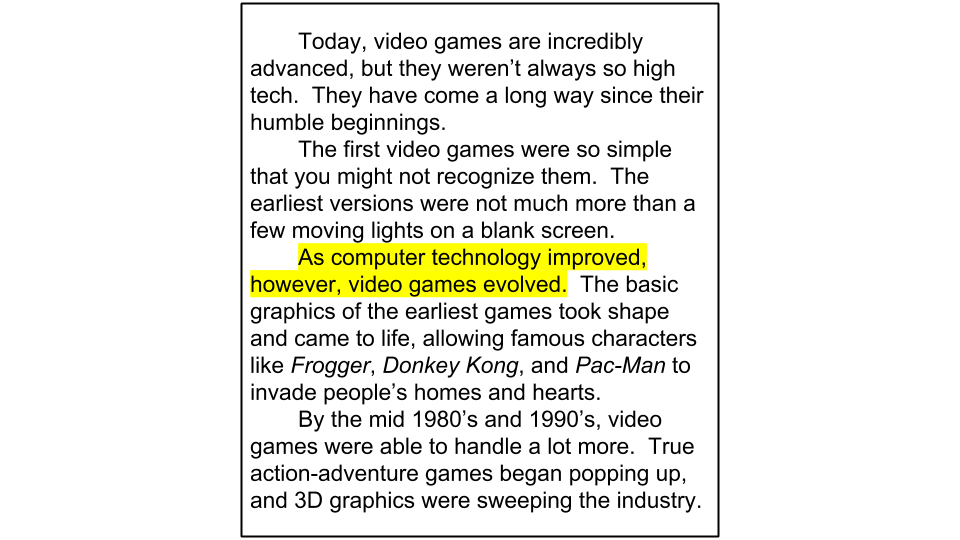 Today, video games are incredibly
advanced, but they weren’t always so high
tech.  They have come a long way since their
humble beginnings.
The first video games were so simple
that you might not recognize them.  The
earliest versions were not much more than a
few moving lights on a blank screen.
As computer technology improved,
however, video games evolved.  The basic
graphics of the earliest games took shape
and came to life, allowing famous characters
like Frogger, Donkey Kong, and Pac-Man to
invade people’s homes and hearts.
By the mid 1980’s and 1990’s, video
games were able to handle a lot more.  True
action-adventure games began popping up,
and 3D graphics were sweeping the industry.